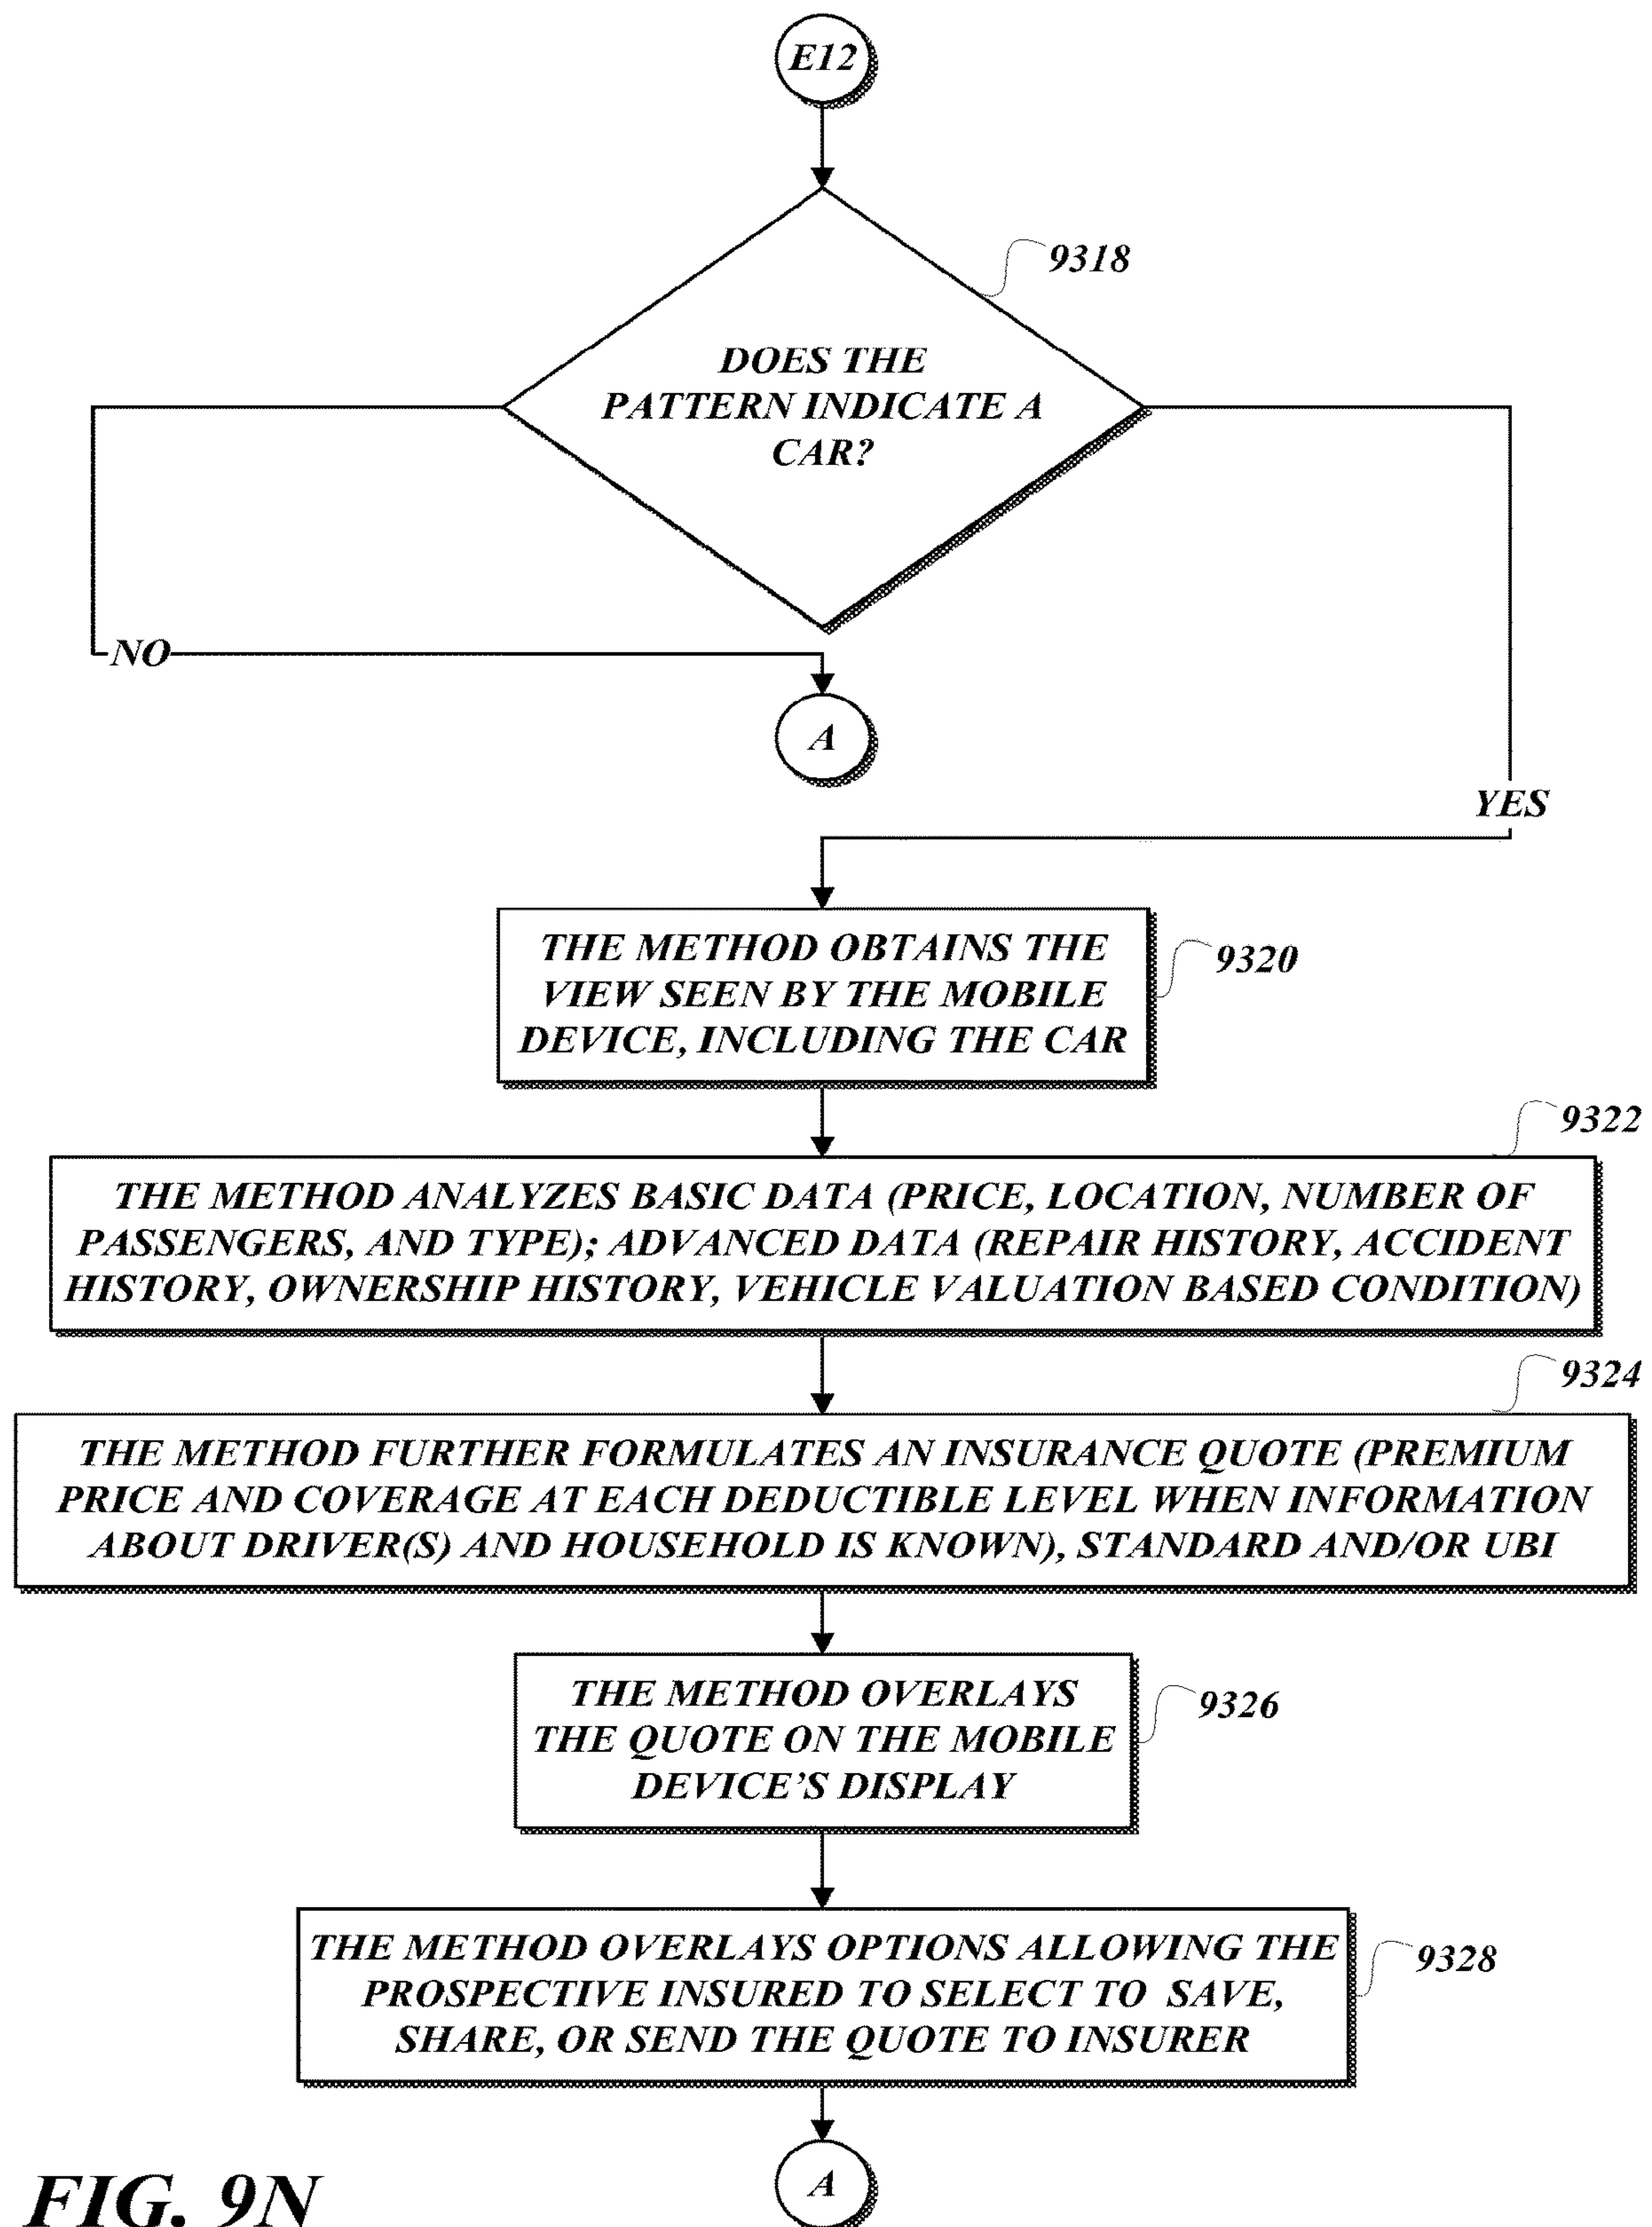 E12
9318
DOES THE
PATTERN INDICATE A
CAR?
NO
A
YES
THE METHOD OBTAINS THE
VIEW SEEN BY THE MOBILE
DEVICE, INCLUDING THE CAR
9320
9322
THE METHOD ANALYZES BASIC DATA (PRICE, LOCATION, NUMBER OF
PASSENGERS, AND TYPE); ADVANCED DATA (REPAIR HISTORY, ACCIDENT
HISTORY, OWNERSHIP HISTORY, VEHICLE VALUATION BASED CONDITION)
9324
THE METHOD FURTHER FORMULATES AN INSURANCE QUOTE (PREMIUM
PRICE AND COVERAGE AT EACH DEDUCTIBLE LEVEL WHEN INFORMATION
ABOUT DRIVER(S) AND HOUSEHOLD IS KNOWN), STANDARD AND/OR UBI
THE METHOD OVERLAYS
THE QUOTE ON THE MOBILE
DEVICE'S DISPLAY
9326
THE METHOD OVERLAYS OPTIONS ALLOWING THE
PROSPECTIVE INSURED TO SELECT TO SAVE,
SHARE, OR SEND THE QUOTE TO INSURER
9328
A
FIG. 9N